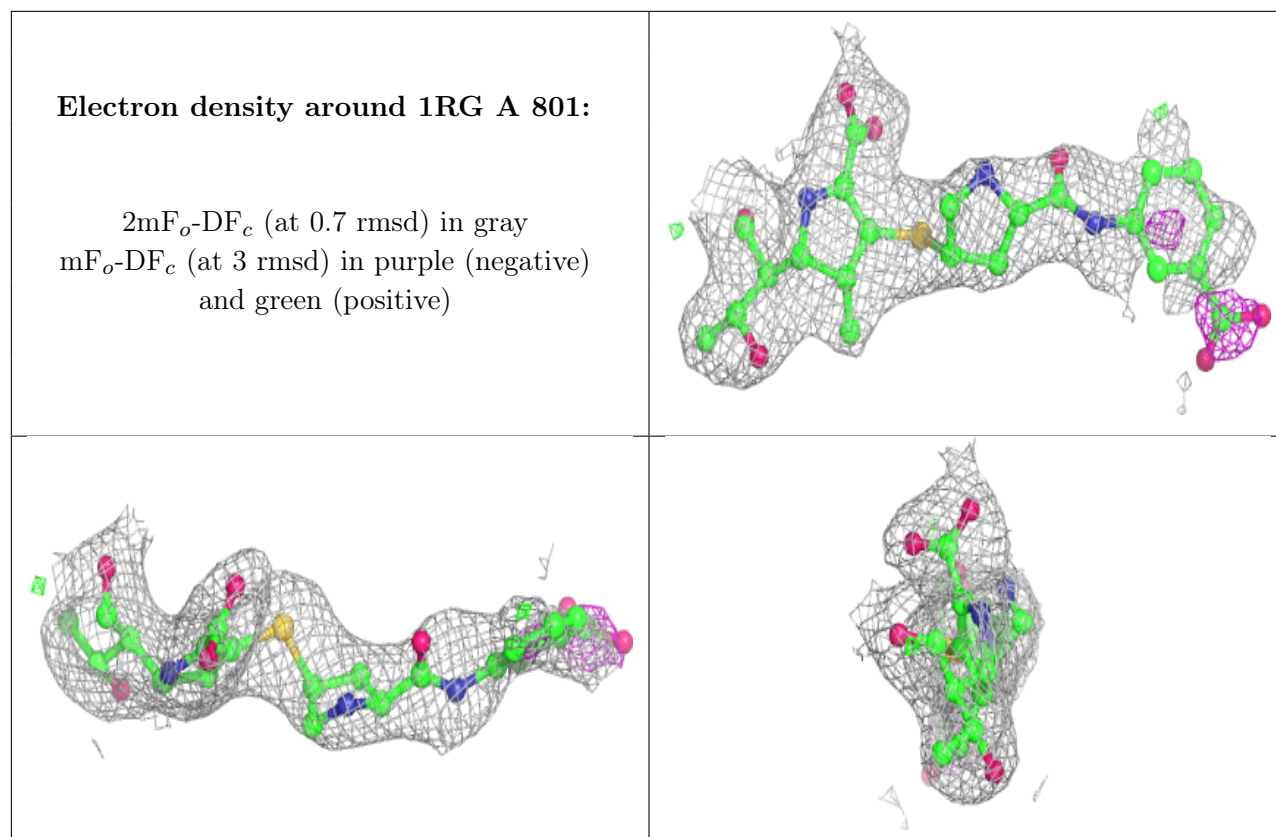 Electron density around 1RG A 801:
2mFo-DFc (at 0.7 rmsd) in gray
mFo-DFc (at 3 rmsd) in purple (negative)
and green (positive)